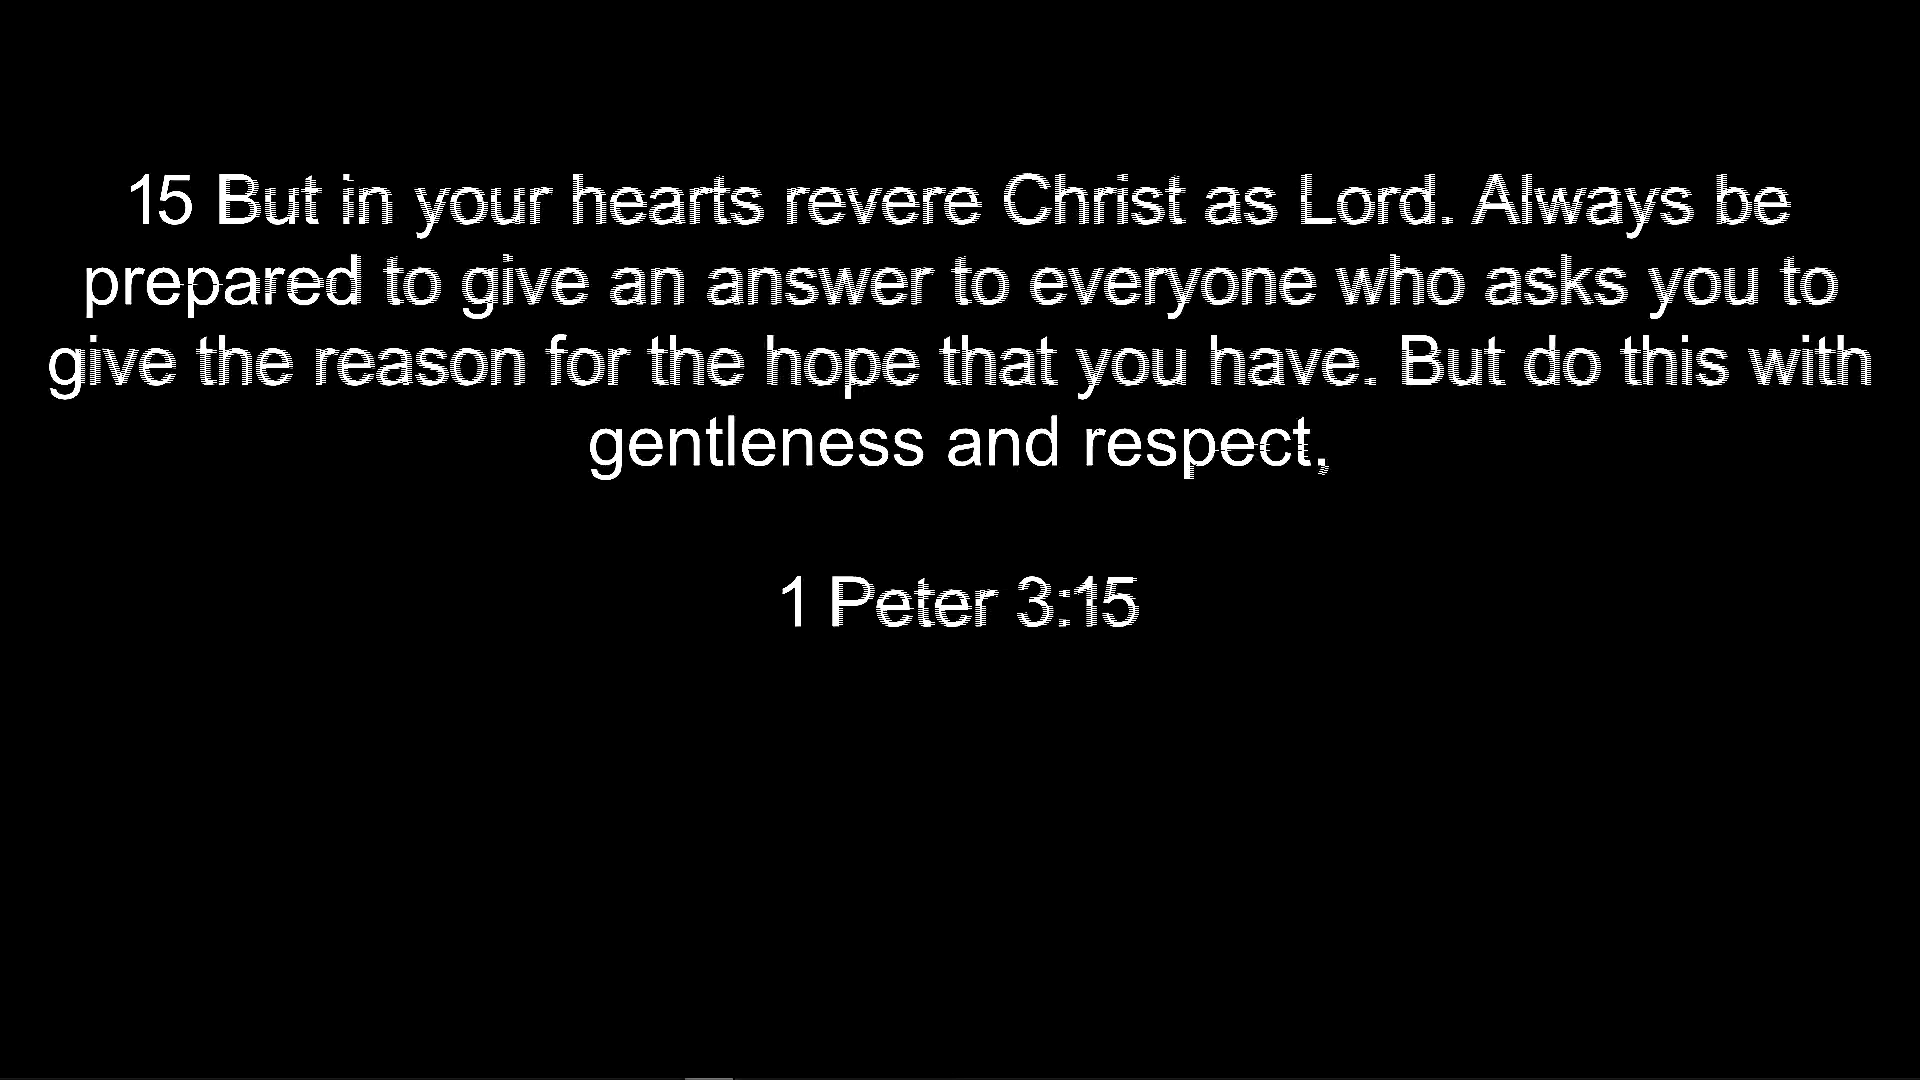 15 But in your hearts revere Christ as Lord. Always be
prepared to give an answer to everyone who asks you to
give the reason for the hope that you have. But do this with
gentleness and respect,
1 Peter 3:15